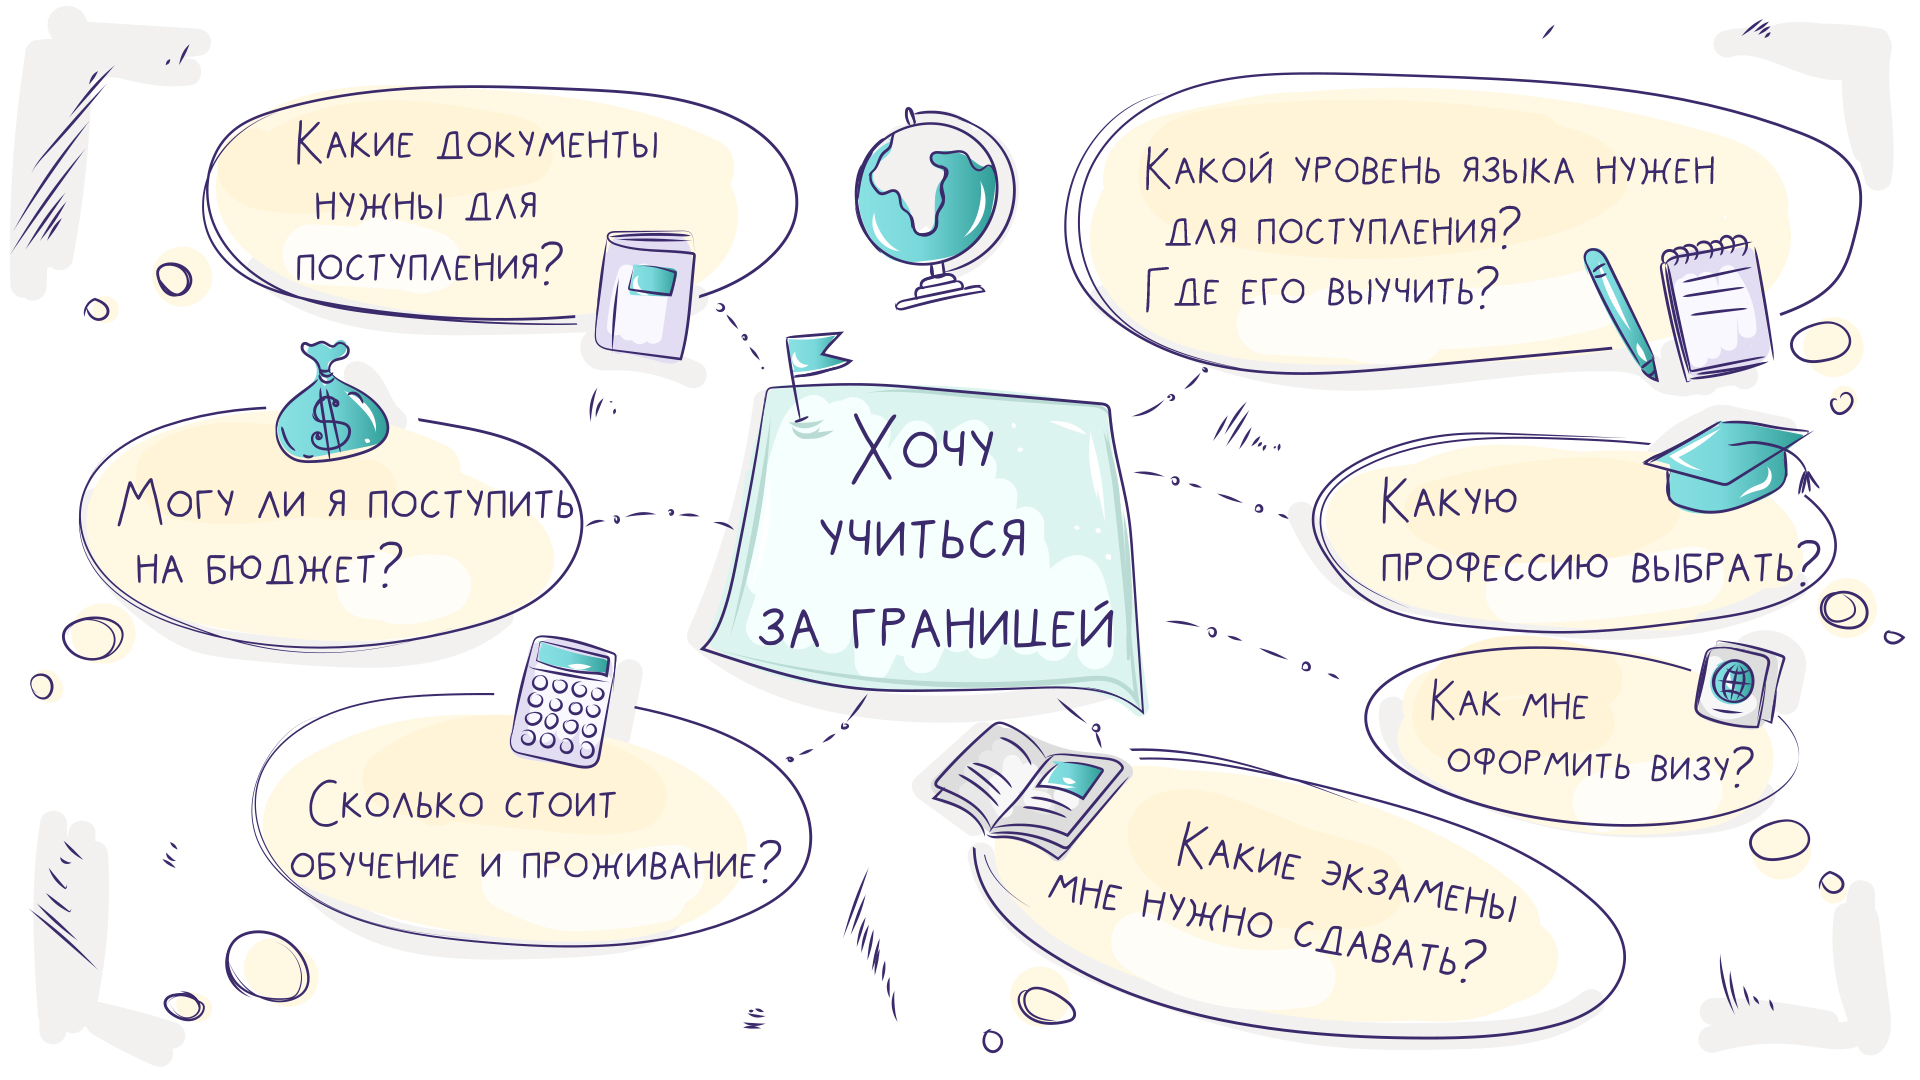 Какие документы
нужны для
поступления?
Какой уровень языка нужен
для поступления?
Где его выучить?
Могу ли я поступить
на бюджет?
Хочу
учиться
за границей
Какую
профессию выбрать?
Как мне
оформить визу?
Сколько стоит
обучение и проживание?
Какие экзамены
мне нужно сдавать?